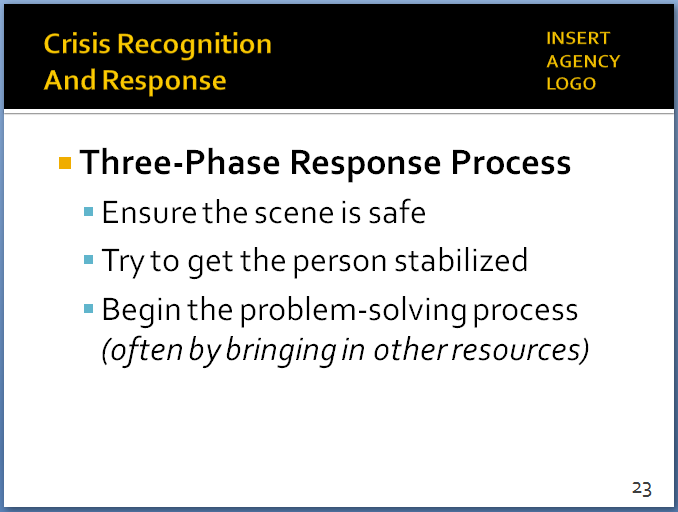 Crisis Recognition
And Response
INSERT
AGENCY
LOGO
Three-Phase Response Process
Ensure the scene is safe
Try to get the person stabilized
Begin the problem-solving process
(often by bringing in other resources)
23